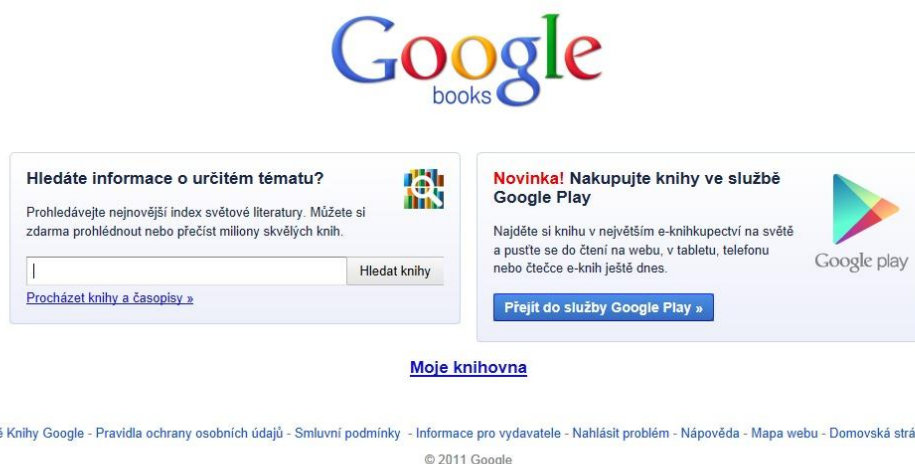 Google
books
Hledáte informace o určitém tématu?
Prohledávejte nejnovější index světové literatury. Můžete si
zdarma prohlédnout nebo přečíst miliony skvělých knih.
Hledat knihy
Procházet knihy a časopisy »
Novinka! Nakupujte knihy ve službě
Google Play
Najděte si knihu v největším e-knihkupectví na světě
a pusťte se do čtení na webu, v tabletu, telefonu
nebo čtečce e-knih ještě dnes.
Google play
Přejít do služby Google Play »
Moje knihovna
Knihy Google - Pravidla ochrany osobních údajů - Smluvní podmínky - Informace pro vydavatele - Nahlásit problém - Nápověda - Mapa webu - Domovská
© 2011 Google